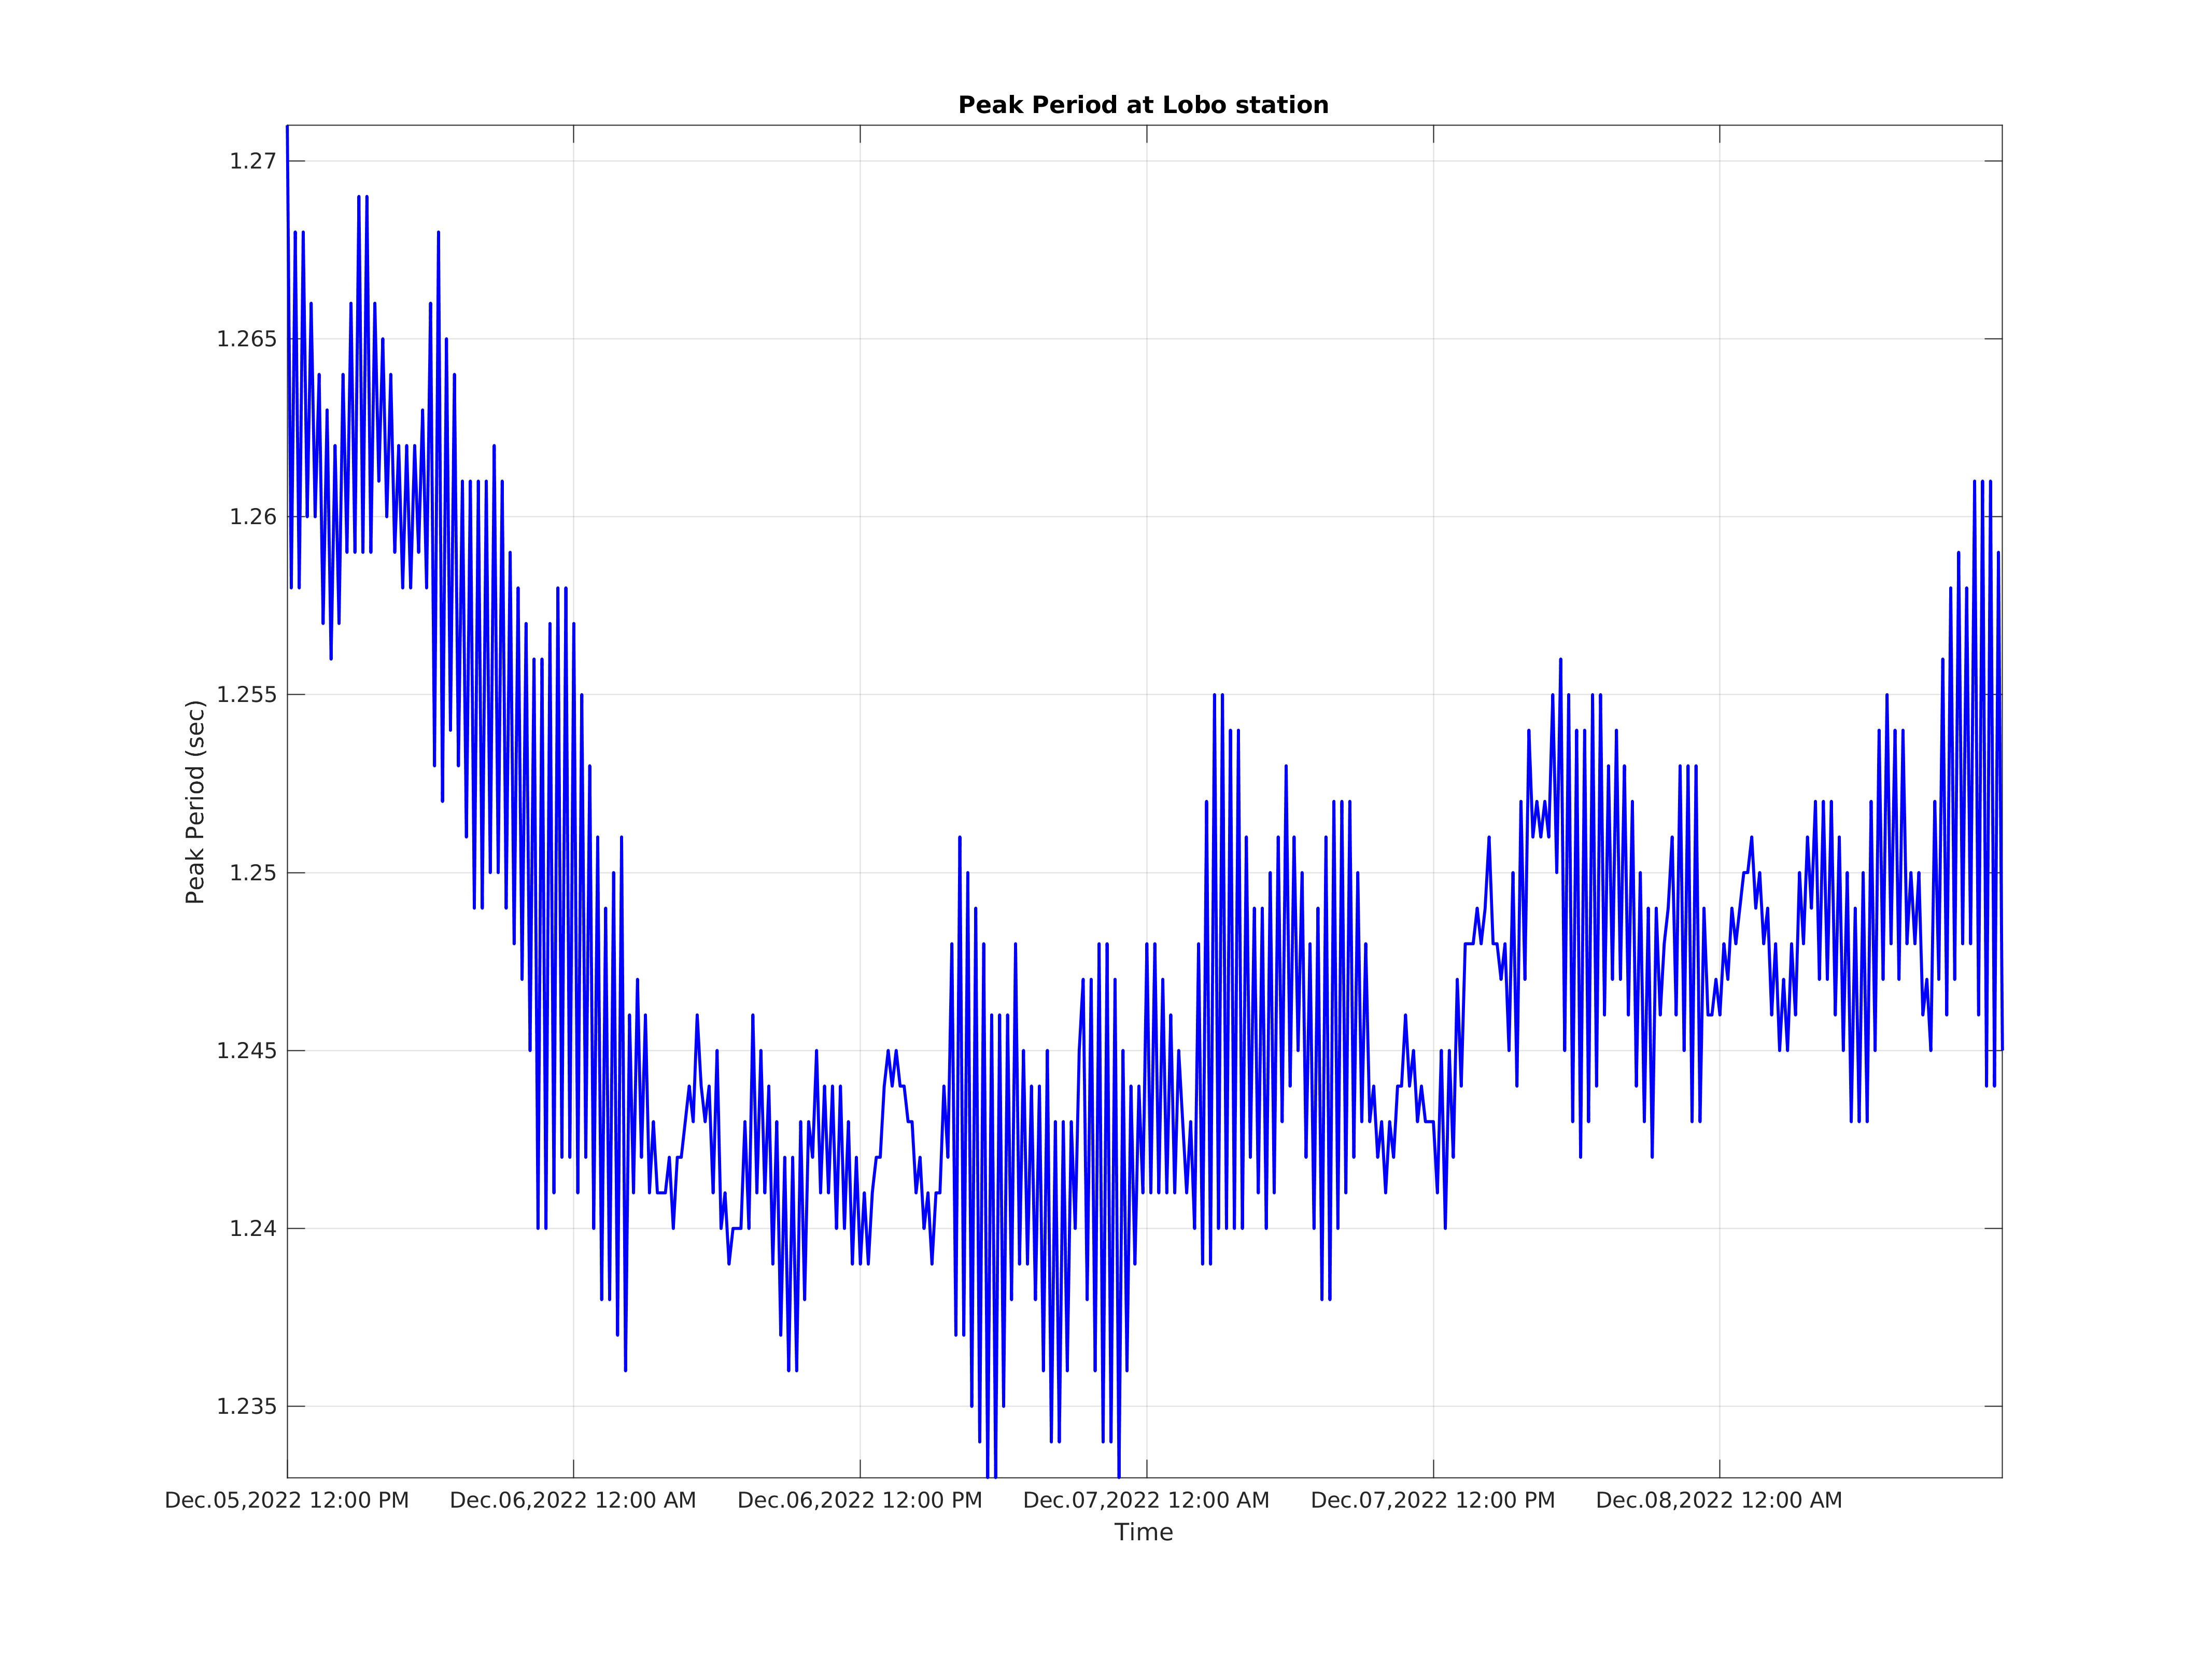 Peak Period at Lobo station
1.27
1.265
1.26
1.255
1.25
1.245
1.24
1.235
Peak Period (sec)
Dec.05,2022 12:00 PM Dec.06,2022 12:00 AM Dec.06,2022 12:00 PM Dec.07,2022 12:00 AM Dec.07,2022 12:00 PM Dec.08,2022 12:00 AM
Time